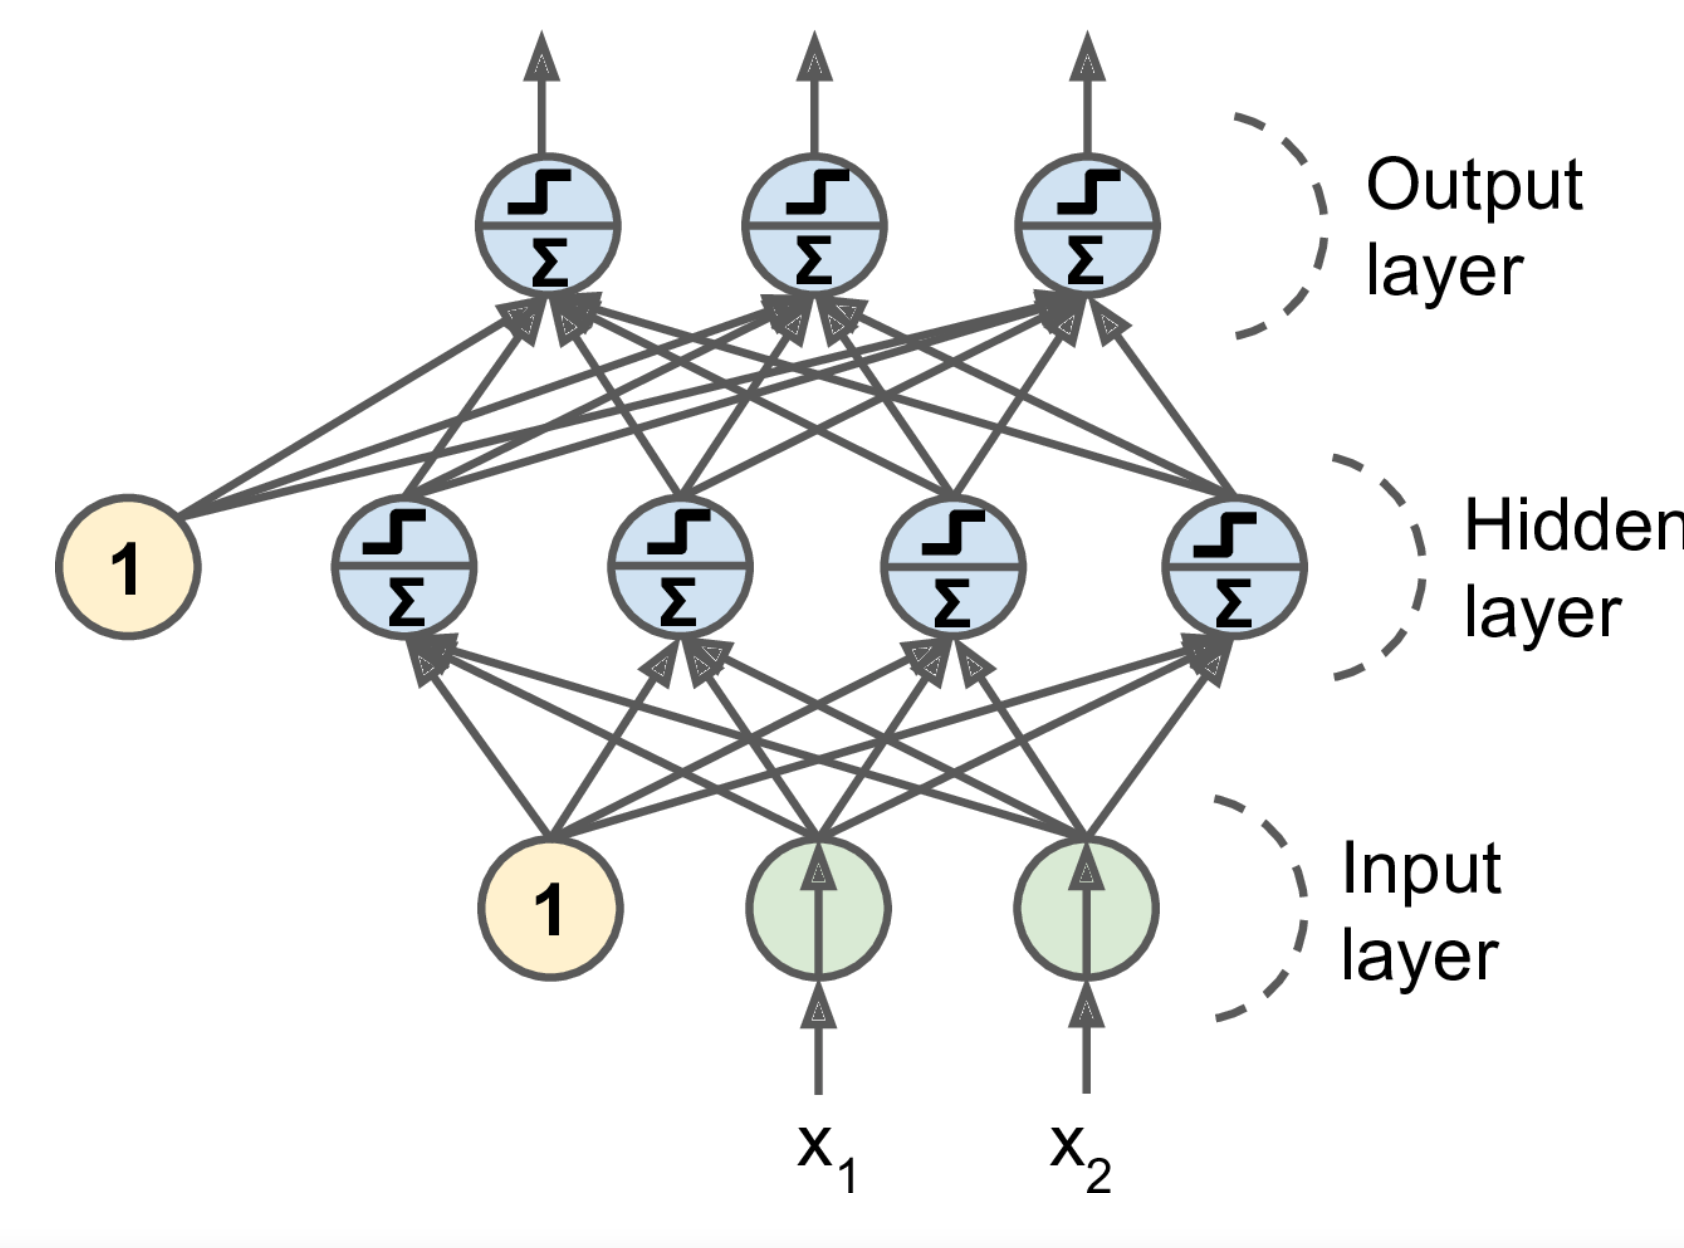 Σ Σ Σ
Output
layer
1 Σ Σ Σ Σ
Hidden
layer
1
Input
layer
x₁ x₂